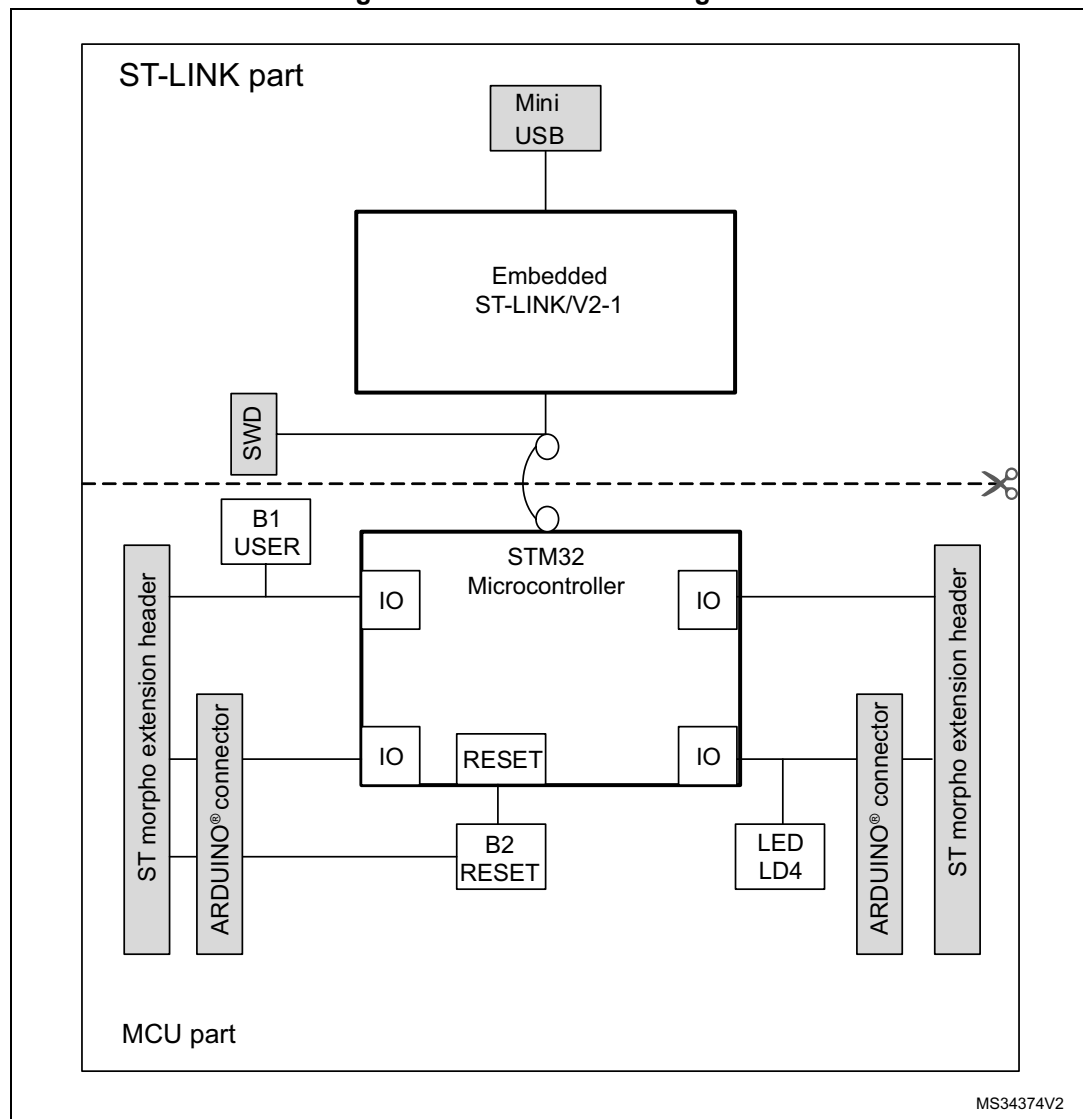 ST-LINK part
Mini
USB
Embedded
ST-LINK/V2-1
SWD
B1
USER
STM32
Microcontroller
IO
IO
ST morpho extension header
ARDUINO® connector
IO
RESET
IO
ARDUINO® connector
ST morpho extension header
B2
RESET
LED
LD4
MCU part
MS34374V2